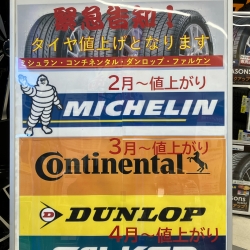 緊急告知！
タイヤ値上げとなります
ミシュラン・コンチネンタル・ダンロップ・ファルケン
2月～値上がり
MICHELIN
3月～値上がり
Continental
DUNLOP
4月～値上がり